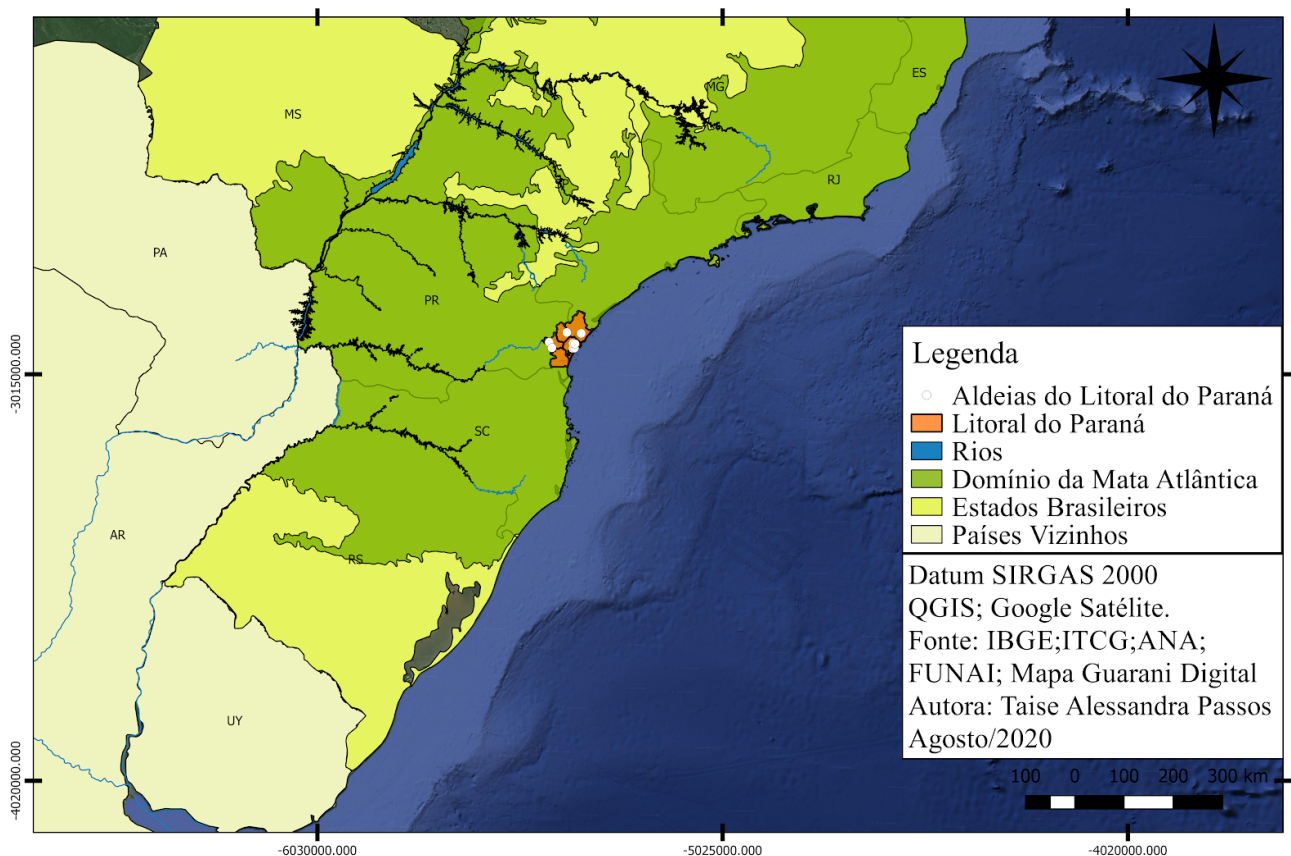 ES
MG
MS
RJ
PA
PR
SC
AR
RS
UY
-3015000.000
-4020000.000
-6030000.000
-5025000.000
-4020000.000
Legenda
Aldeias do Litoral do Paraná
Litoral do Paraná
Rios
Domínio da Mata Atlântica
Estados Brasileiros
Países Vizinhos
Datum SIRGAS 2000
QGIS; Google Satélite.
Fonte: IBGE;ITCG;ANA;
FUNAI; Mapa Guarani Digital
Autora: Taise Alessandra Passos
Agosto/2020
100 0 100 200 300 km